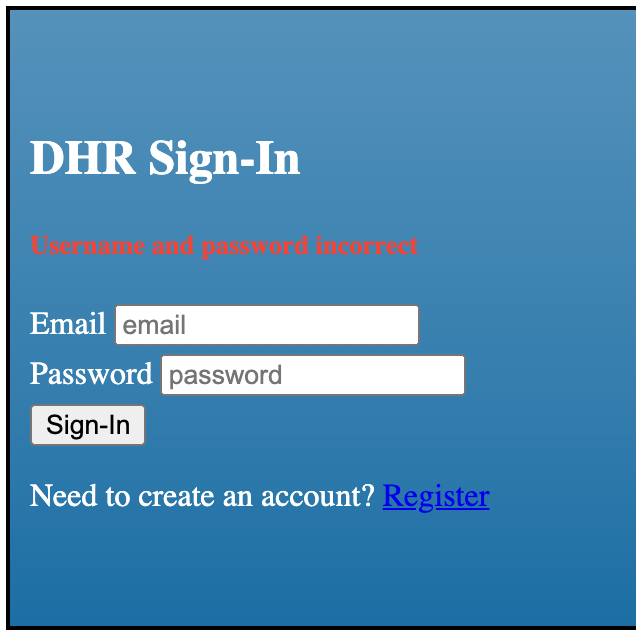 DHR Sign-In
Username and password incorrect
Email email
Password password
Sign-In
Need to create an account? Register